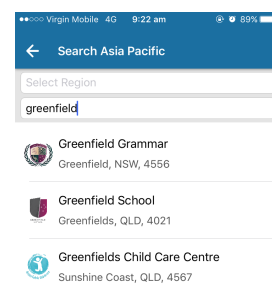 Virgin Mobile 4G 9:22 am 89%
Search Asia Pacific
Select Region
greenfield
Greenfield Grammar
Greenfield, NSW, 4556
Greenfield School
Greenfields, QLD, 4021
Greenfields Child Care Centre
Sunshine Coast, QLD, 4567